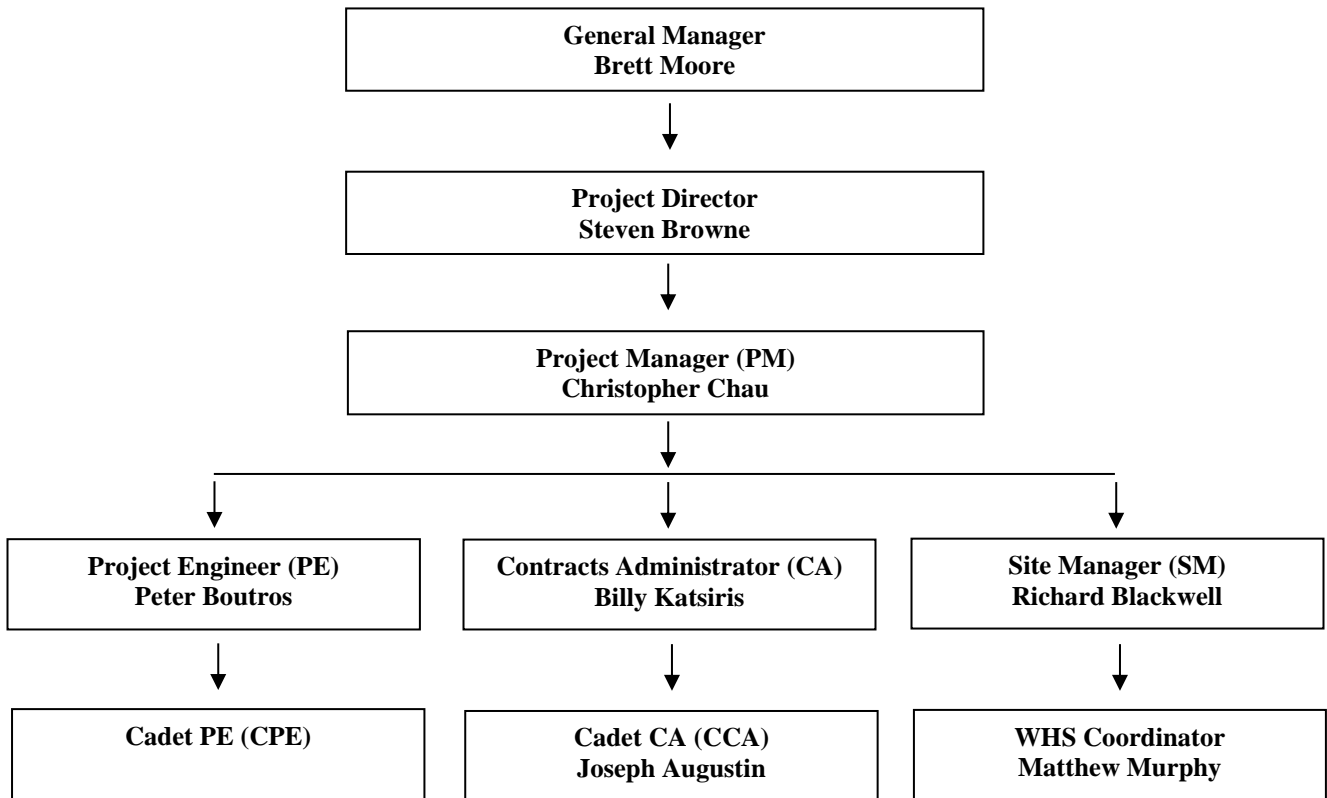 General Manager
Brett Moore
Project Director
Steven Browne
Project Manager (PM)
Christopher Chau
Project Engineer (PE)
Peter Boutros
Contracts Administrator (CA)
Billy Katsiris
Site Manager (SM)
Richard Blackwell
Cadet PE (CPE)
Cadet CA (CCA)
Joseph Augustin
WHS Coordinator
Matthew Murphy